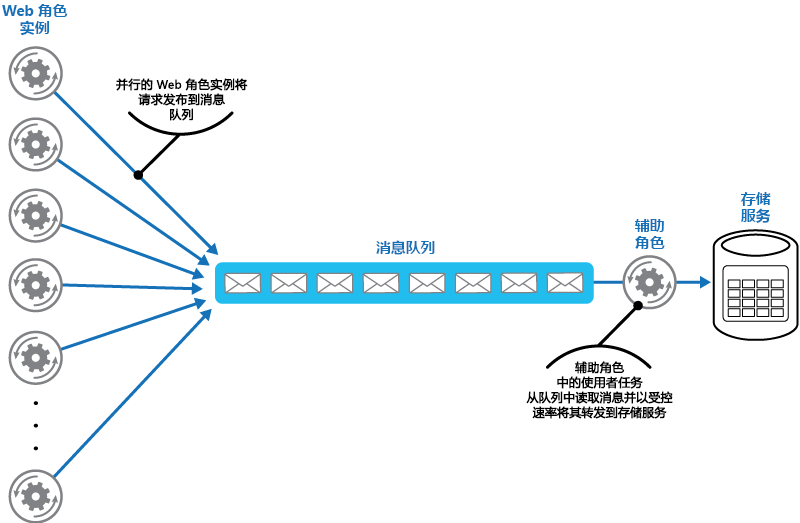 Web 角色
实例
并行的 Web 角色实例将
请求发布到消息
队列
消息队列
辅助
角色
存储
服务
辅助角色
中的使用者任务
从队列中读取消息并以受控
速率将其转发到存储服务